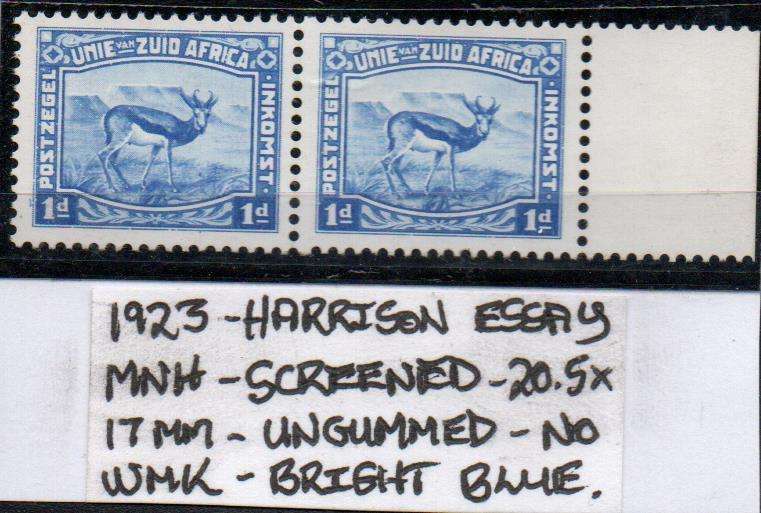 UNIE VAN ZUID AFRICA
POSTZEGEL
INKOMST.
1d 1d
UNIE VAN ZUID AFRICA
POSTZEGEL
INKOMST.
1d 1d
1923 - HARRISON ESSAY
MNH - SCREENED - 20.5x
17MM - UNGUMMED - NO
WMK - BRIGHT BLUE.